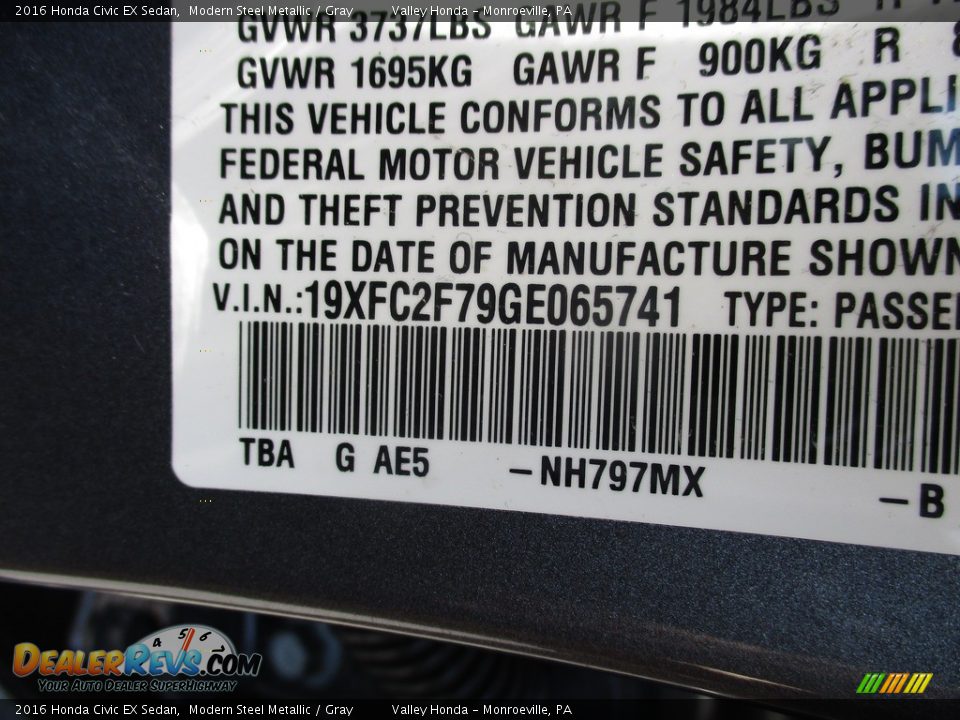 2016 Honda Civic EX Sedan, Modern Steel Metallic / Gray Valley Honda - Monroeville, PA
GVWR 3737LBS GAWR F 1984LBS
GVWR 1695KG GAWR F 900KG R
THIS VEHICLE CONFORMS TO ALL APPLI
FEDERAL MOTOR VEHICLE SAFETY, BUM
AND THEFT PREVENTION STANDARDS IN
ON THE DATE OF MANUFACTURE SHOWN
V.I.N.:19XFC2F79GE065741 TYPE: PASSE
TBA G AE5 -NH797MX -B
4 5 6
DEALERREVS.COM
YOUR AUTO DEALER SUPERHIGHWAY
2016 Honda Civic EX Sedan, Modern Steel Metallic / Gray Valley Honda - Monroeville, PA